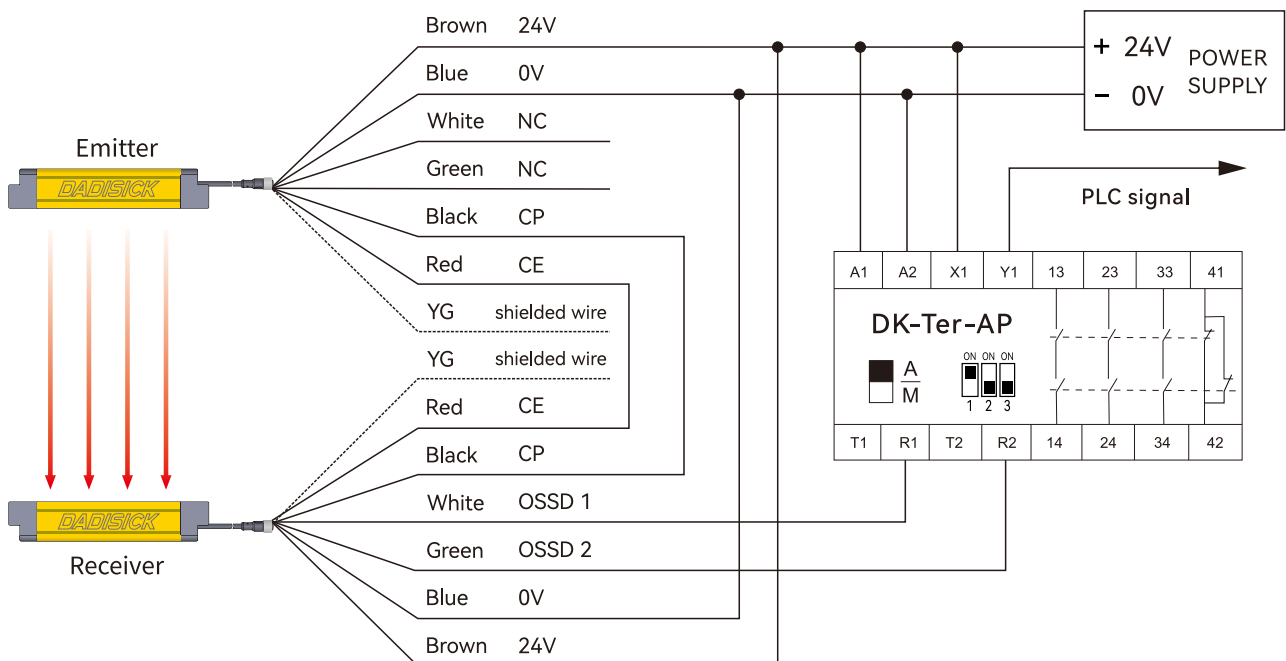 Brown 24V
Blue 0V
White NC
Green NC
Black CP
Red CE
YG shielded wire
YG shielded wire
Red CE
Black CP
White OSSD 1
Green OSSD 2
Blue 0V
Brown 24V
Emitter
DADISICK
DADISICK
Receiver
+ 24V
- 0V
POWER
SUPPLY
PLC signal
A1 A2 X1 Y1 13 23 33 41
DK-Ter-AP
A
M
ON ON ON
1 2 3
T1 R1 T2 R2 14 24 34 42